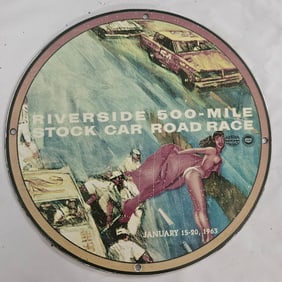 RIVERSIDE 500-MILE
STOCK CAR ROAD RACE
JANUARY 15-20, 1963